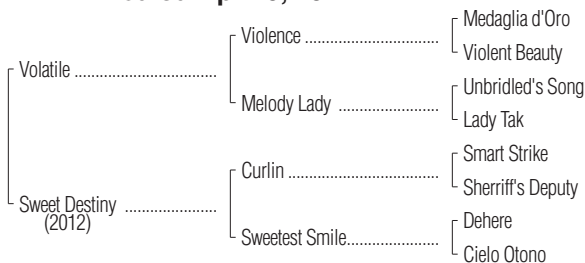 Medaglia d'Oro
Violence ....................................
Violent Beauty
Volatile ......................................
Unbridled's Song
Melody Lady ...........................
Lady Tak
Smart Strike
Curlin ........................................
Sherriff's Deputy
Sweet Destiny ........................
(2012)
Dehere
Sweetest Smile.........................
Cielo Otono